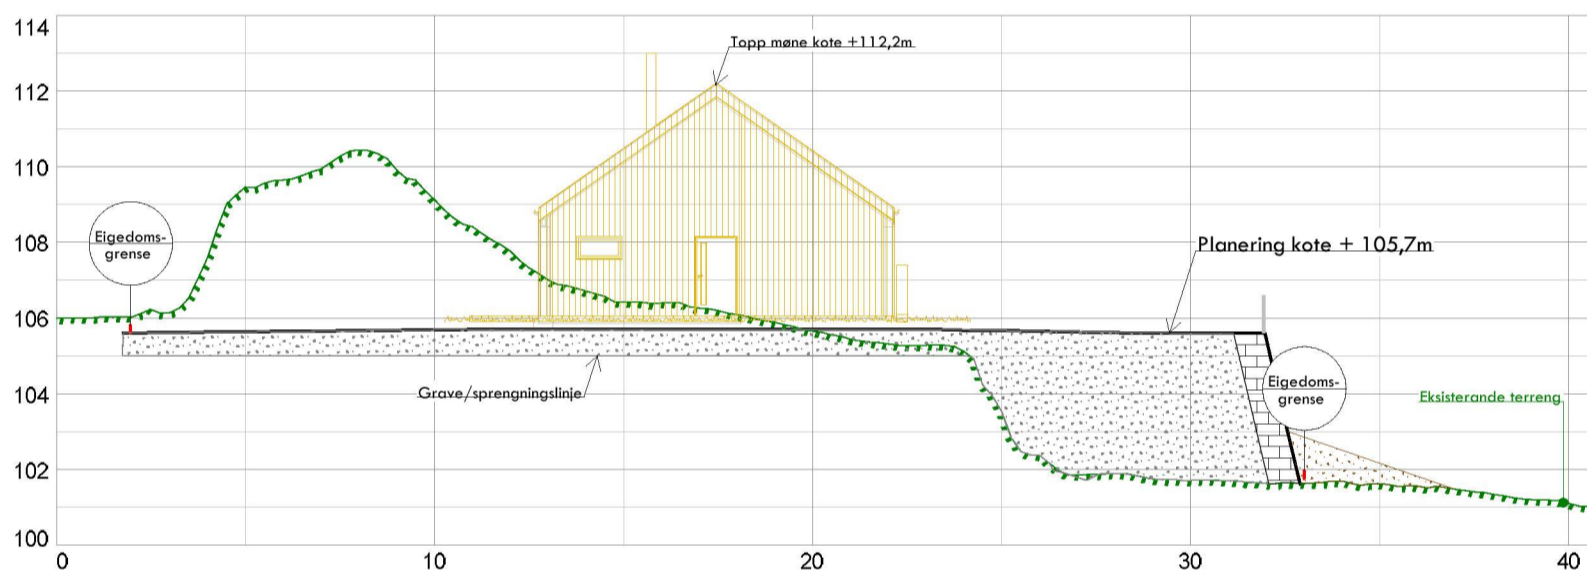 114
Topp møne kote +112,2m
112
110
Eigedoms-
grense
108
Planering kote + 105,7m
106
104
Grave/sprengningslinje
Eigedoms-
grense
Eksisterande terreng
102
100
0
10
20
30
40